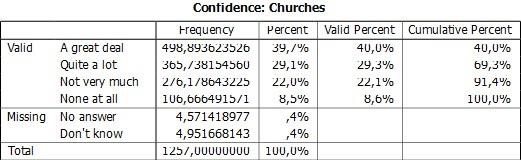 Confidence: Churches
Frequency Percent Valid Percent Cumulative Percent
Valid A great deal 498,893623526 39,7% 40,0% 40,0%
Quite a lot 365,738154560 29,1% 29,3% 69,3%
Not very much 276,178643225 22,0% 22,1% 91,4%
None at all 106,666491571 8,5% 8,6% 100,0%
Missing No answer 4,571418977 ,4%
Don't know 4,951668143 ,4%
Total 1257,00000000 100,0%